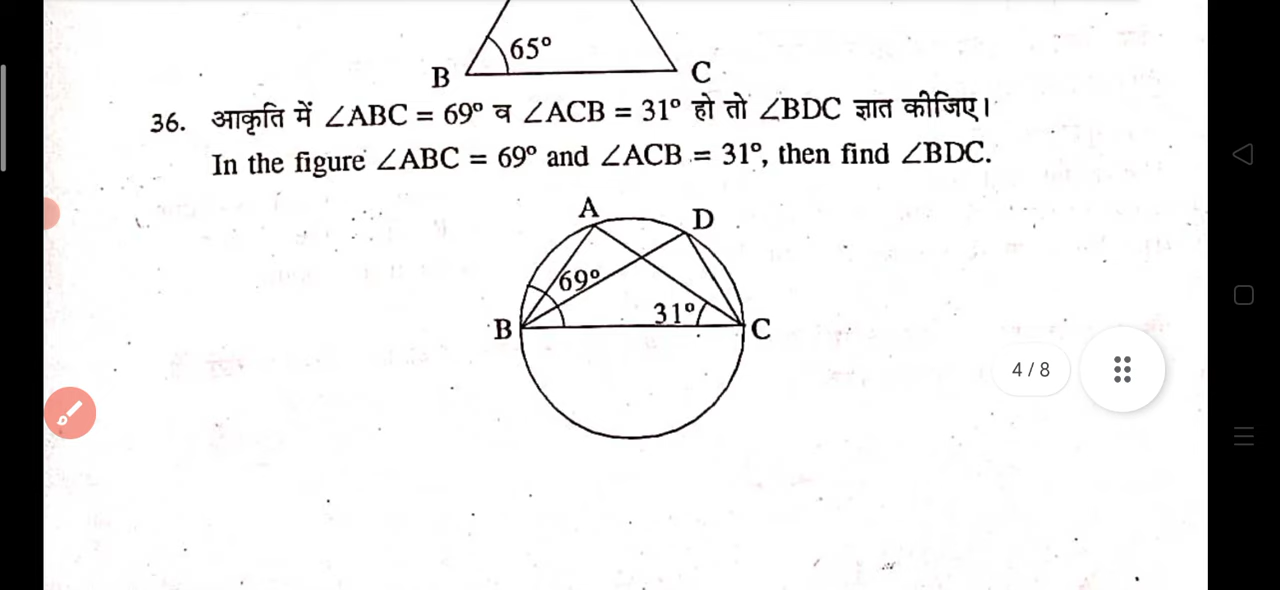 65°
B C
36. आकृति में ∠ABC = 69° व ∠ACB = 31° हो तो ∠BDC ज्ञात कीजिए।
In the figure ∠ABC = 69° and ∠ACB = 31°, then find ∠BDC.
A
D
69°
31°
B C
4 / 8